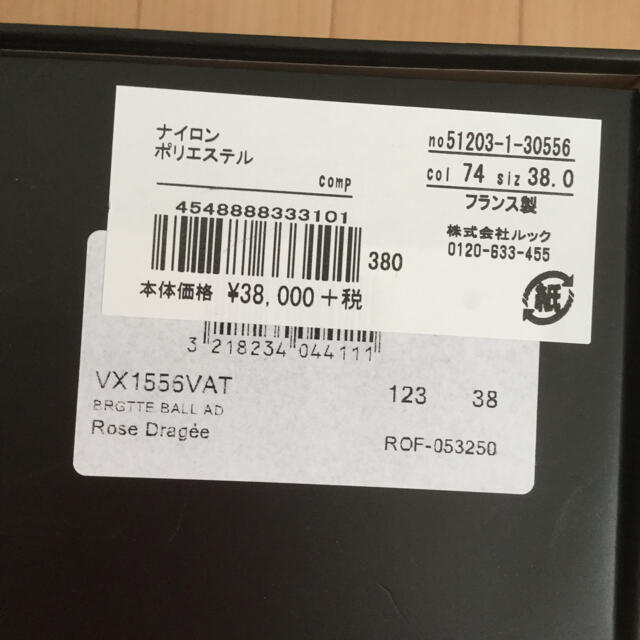 ナイロン
ポリエステル
comp
4548888333101
380
本体価格 ¥38,000+税
no51203-1-30556
col 74 siz 38.0
フランス製
株式会社ルック
0120-633-455
紙
3 218234 044111
VX1556VAT 123 38
BRGTTE BALL AD
Rose Dragée
ROF-053250